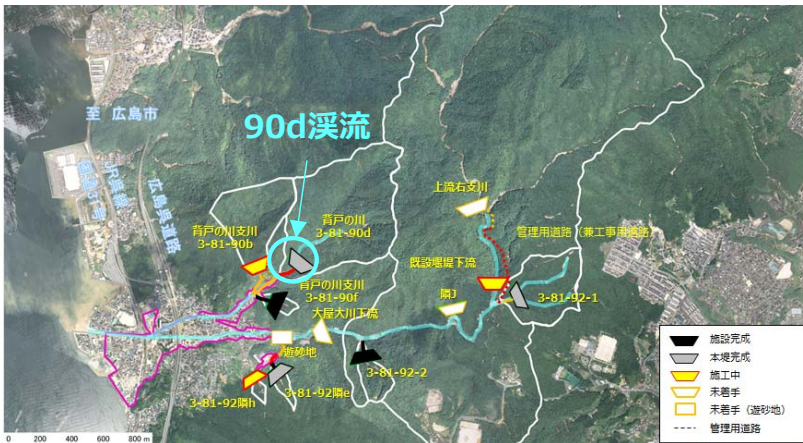 至 広島市
90d渓流
JR呉線
広島呉道路
上流右支川
背戸の川
3-81-90d
背戸の川支川
3-81-90b
管理用道路（兼工事用道路）
既設堰堤下流
背戸の川支川
3-81-90f
隣J
3-81-92-1
大屋大川下流
遊砂地
3-81-92-2
3-81-92隣h
3-81-92隣e
施設完成
本堤完成
施工中
未着手
未着手（遊砂地）
管理用道路
0 200 400 600 800 m